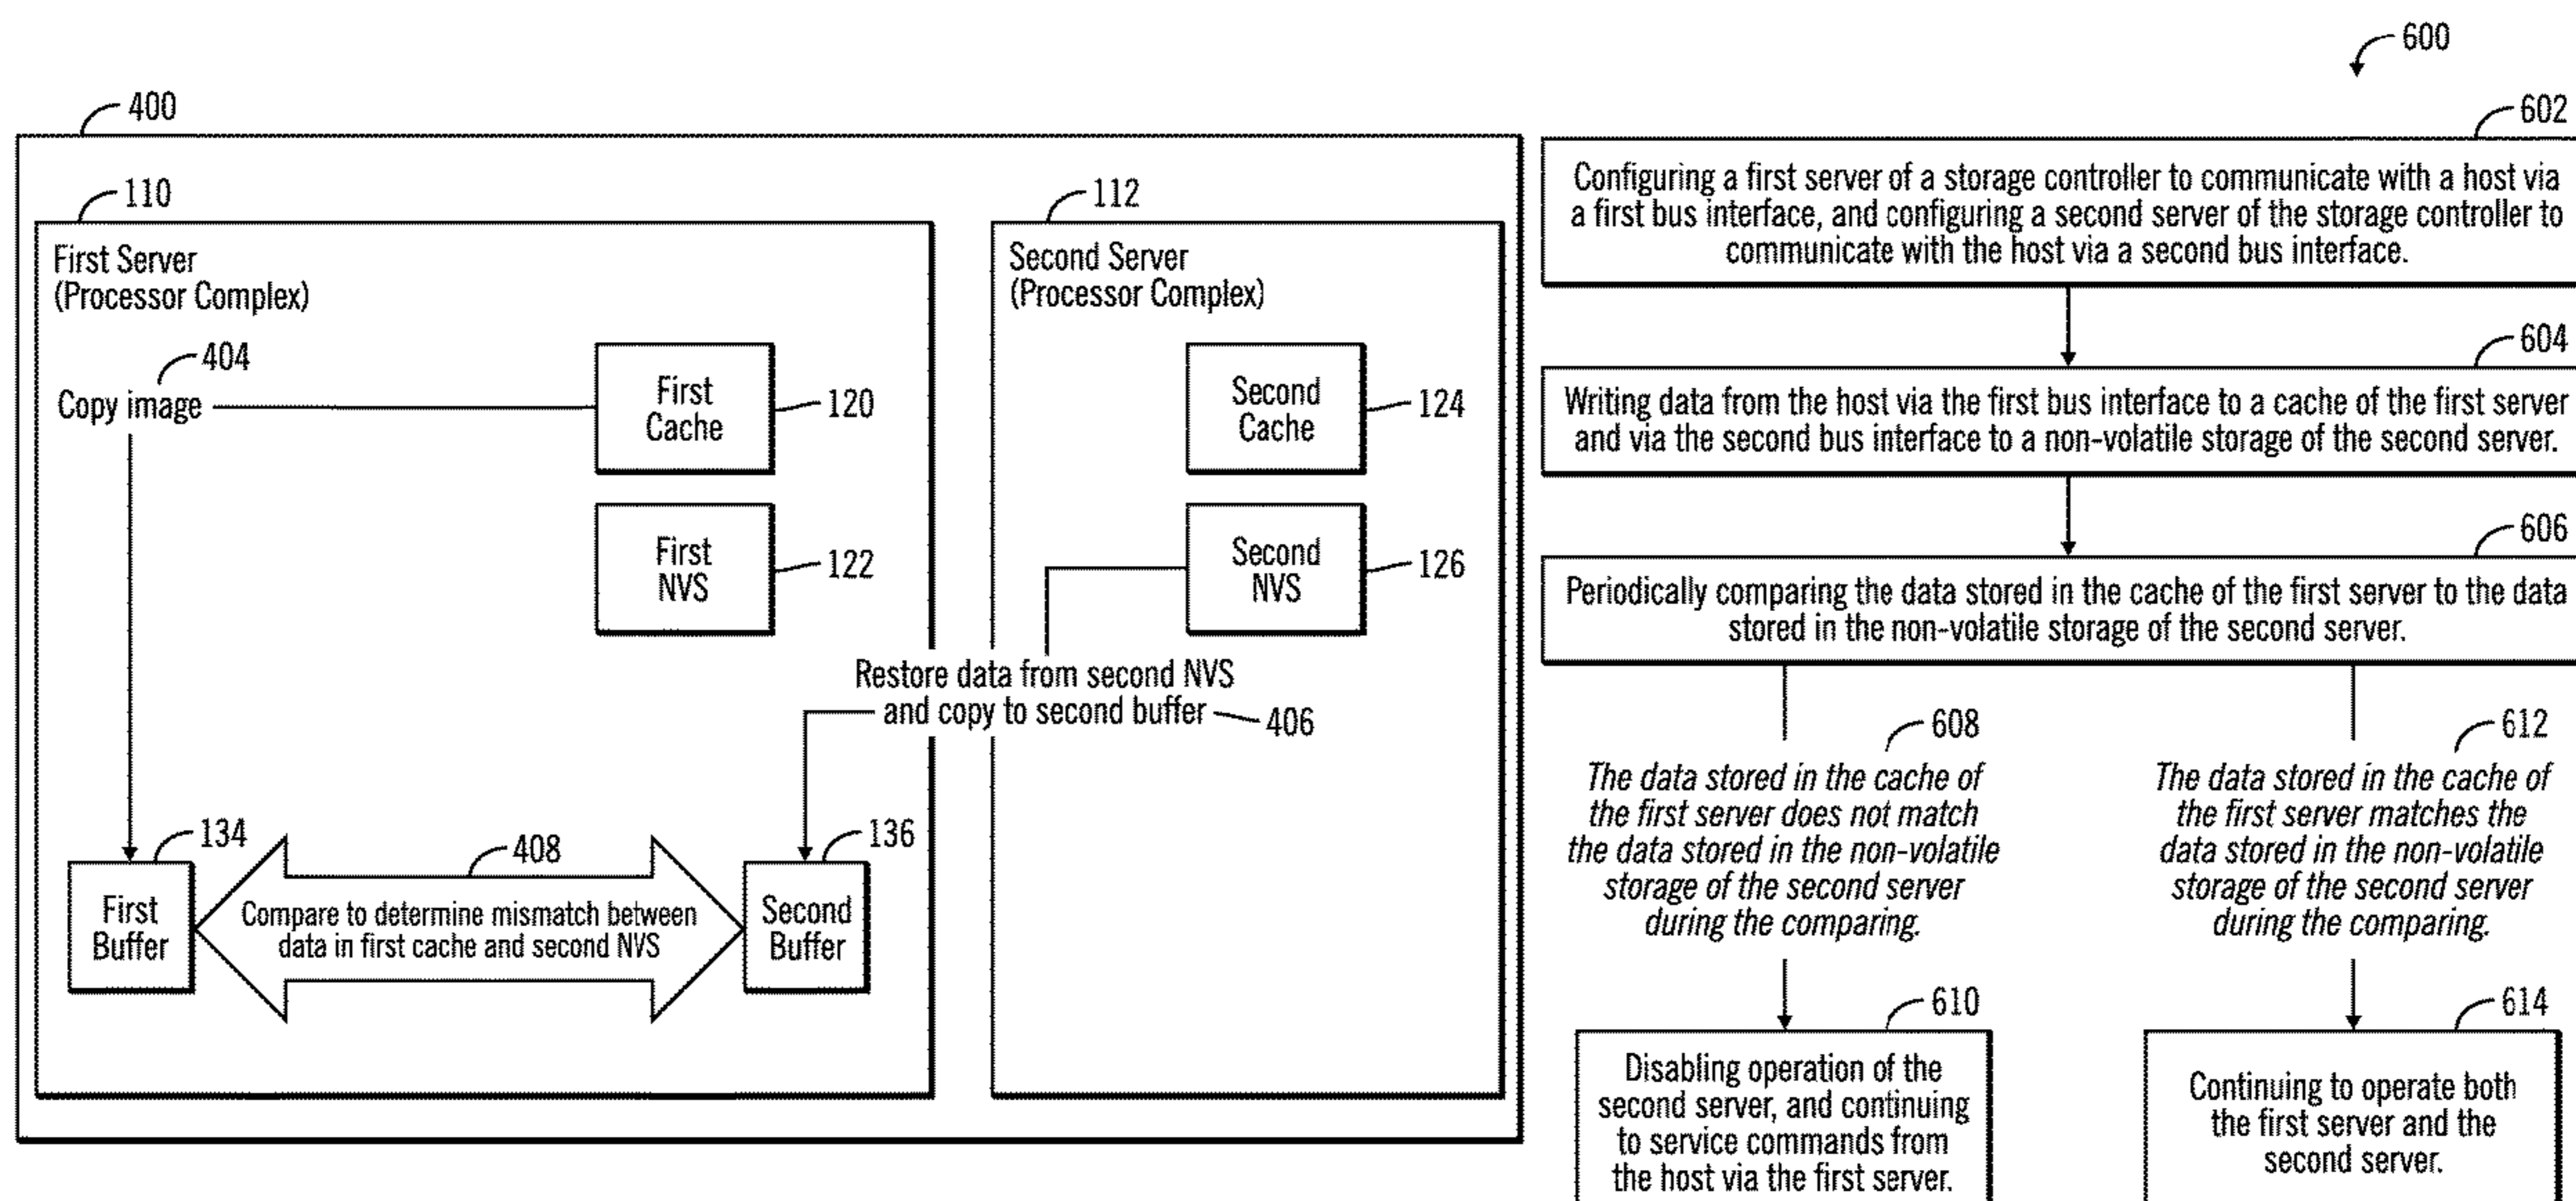 400
110
First Server
(Processor Complex)
404
Copy image
First
Cache
120
First
NVS
122
112
Second Server
(Processor Complex)
Second
Cache
124
Second
NVS
126
Restore data from second NVS
and copy to second buffer
406
134
First
Buffer
408
Compare to determine mismatch between
data in first cache and second NVS
136
Second
Buffer
600
602
Configuring a first server of a storage controller to communicate with a host via
a first bus interface, and configuring a second server of the storage controller to
communicate with the host via a second bus interface.
604
Writing data from the host via the first bus interface to a cache of the first server
and via the second bus interface to a non-volatile storage of the second server.
606
Periodically comparing the data stored in the cache of the first server to the data
stored in the non-volatile storage of the second server.
608
The data stored in the cache of
the first server does not match
the data stored in the non-volatile
storage of the second server
during the comparing.
610
Disabling operation of the
second server, and continuing
to service commands from
the host via the first server.
612
The data stored in the cache of
the first server matches the
data stored in the non-volatile
storage of the second server
during the comparing.
614
Continuing to operate both
the first server and the
second server.